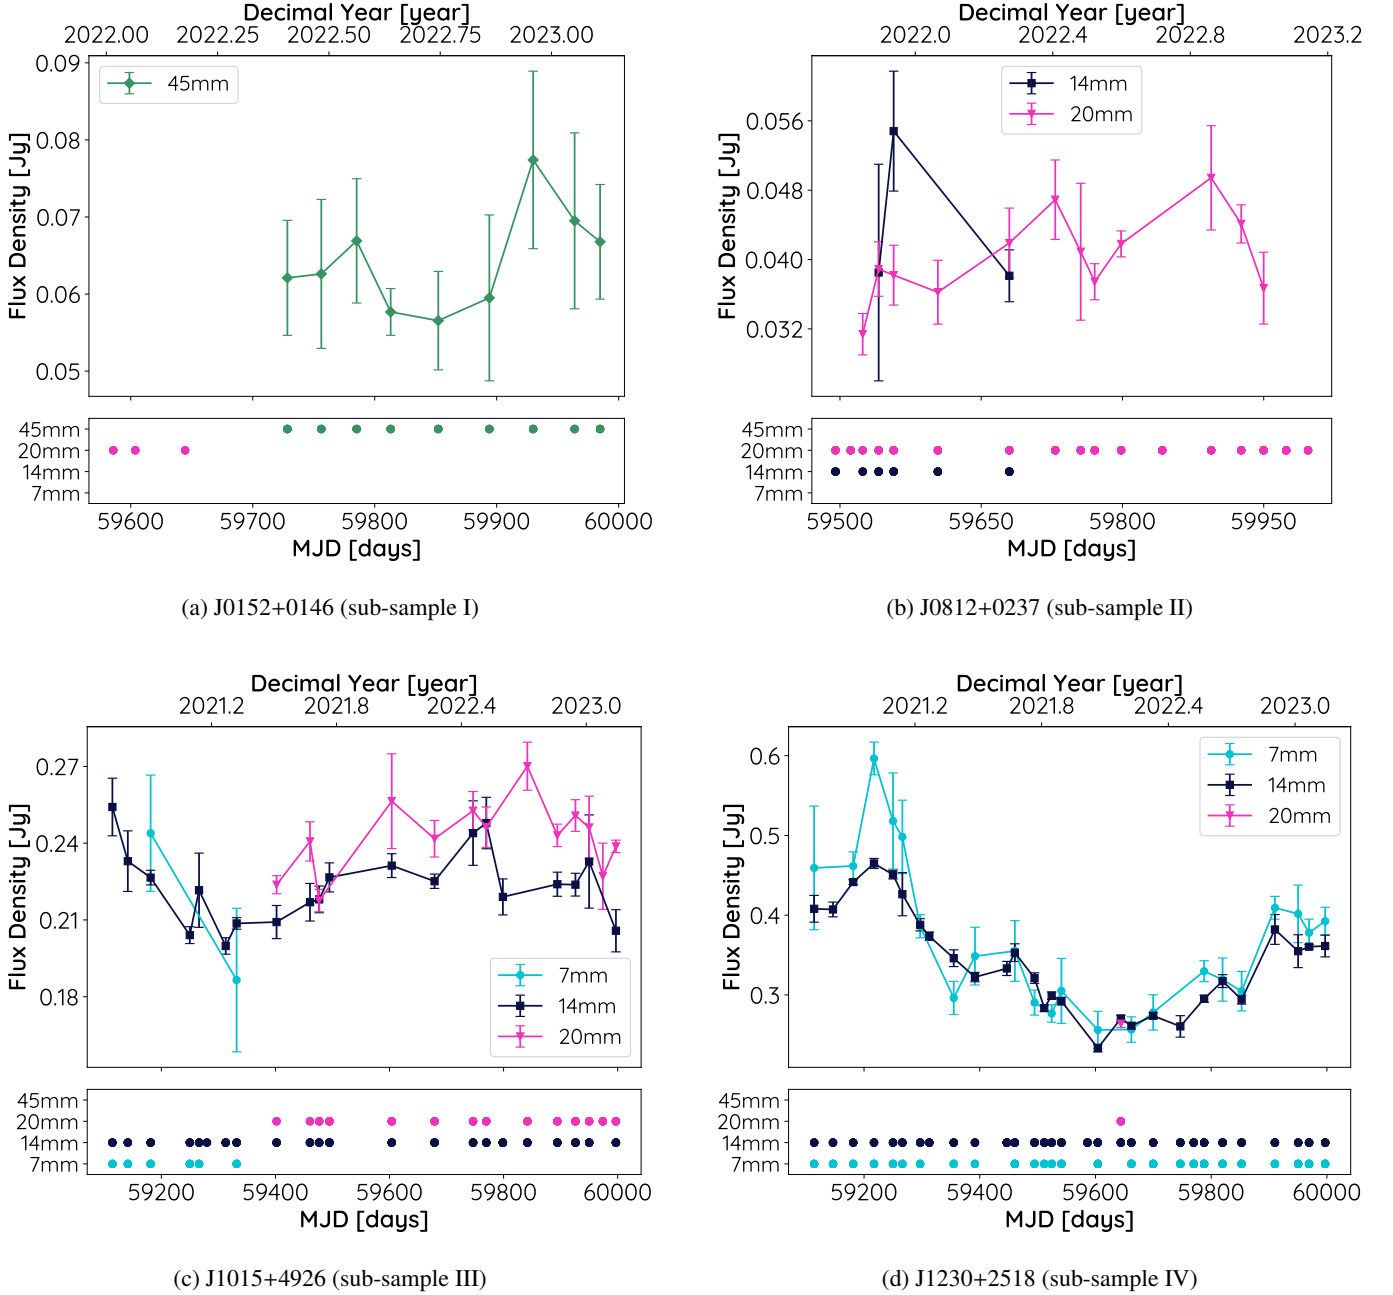 Decimal Year [year]
2022.00 2022.25 2022.50 2022.75 2023.00
0.09
0.08
0.07
0.06
0.05
Flux Density [Jy]
45mm
45mm
20mm
14mm
7mm
59600 59700 59800 59900 60000
MJD [days]
(a) J0152+0146 (sub-sample I)
Decimal Year [year]
2022.0 2022.4 2022.8 2023.2
0.056
0.048
0.040
0.032
Flux Density [Jy]
14mm
20mm
45mm
20mm
14mm
7mm
59500 59650 59800 59950
MJD [days]
(b) J0812+0237 (sub-sample II)
Decimal Year [year]
2021.2 2021.8 2022.4 2023.0
0.27
0.24
0.21
0.18
Flux Density [Jy]
7mm
14mm
20mm
45mm
20mm
14mm
7mm
59200 59400 59600 59800 60000
MJD [days]
(c) J1015+4926 (sub-sample III)
Decimal Year [year]
2021.2 2021.8 2022.4 2023.0
0.6
0.5
0.4
0.3
Flux Density [Jy]
7mm
14mm
20mm
45mm
20mm
14mm
7mm
59200 59400 59600 59800 60000
MJD [days]
(d) J1230+2518 (sub-sample IV)